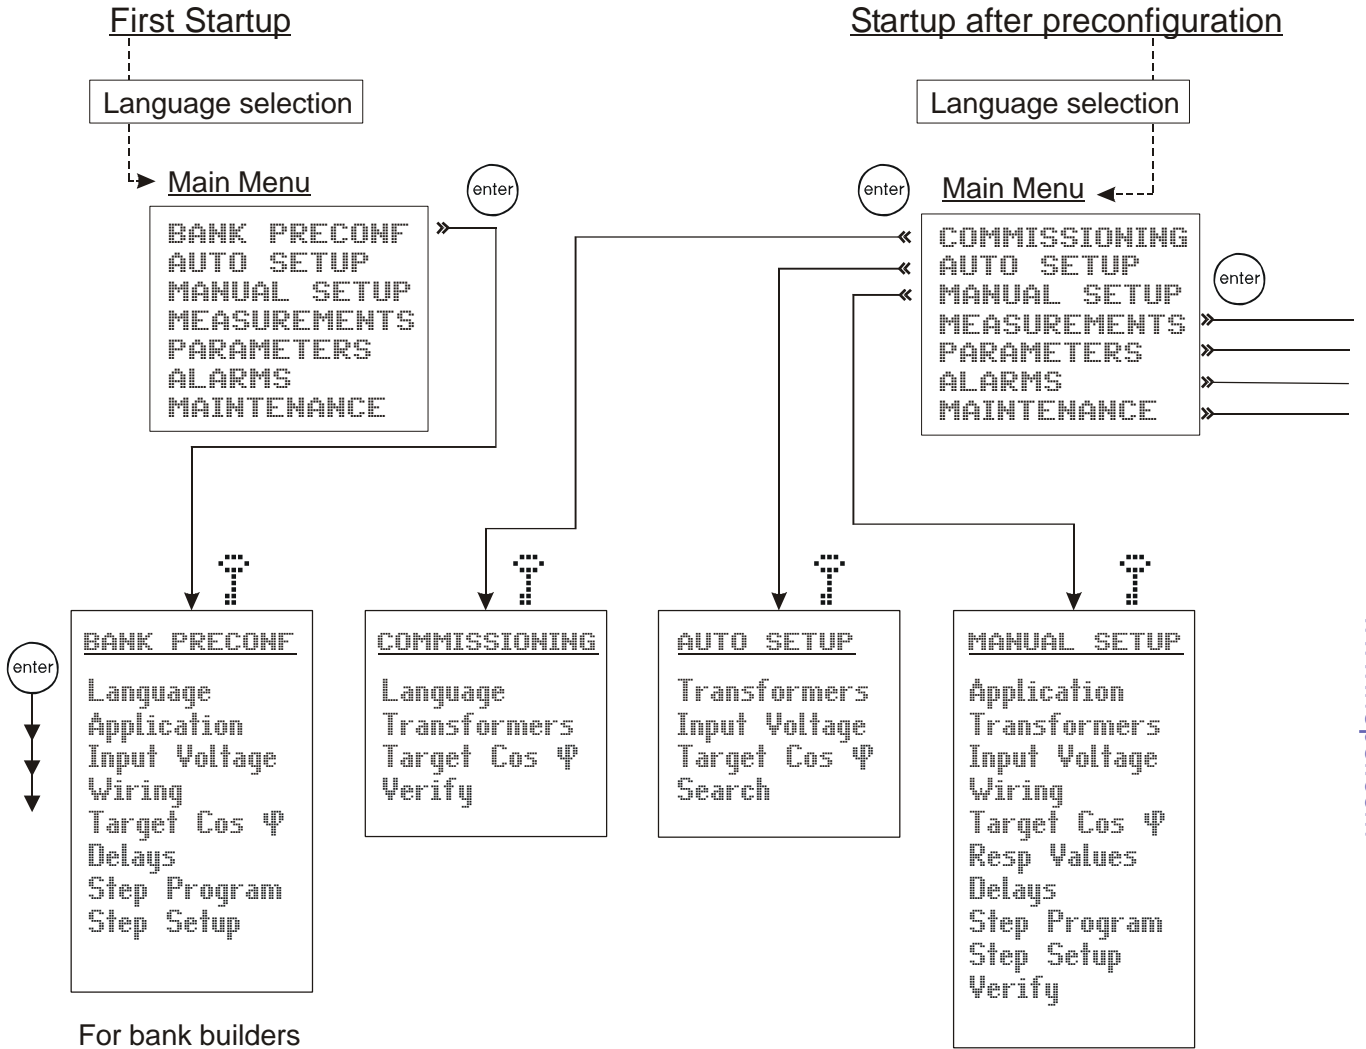 First Startup
Language selection
Main Menu
enter
BANK PRECONF
AUTO SETUP
MANUAL SETUP
MEASUREMENTS
PARAMETERS
ALARMS
MAINTENANCE
Startup after preconfiguration
Language selection
enter
Main Menu
COMMISSIONING
AUTO SETUP
MANUAL SETUP
MEASUREMENTS
PARAMETERS
ALARMS
MAINTENANCE
enter
enter
BANK PRECONF
Language
Application
Input Voltage
Wiring
Target Cos φ
Delays
Step Program
Step Setup
For bank builders
COMMISSIONING
Language
Transformers
Target Cos φ
Verify
AUTO SETUP
Transformers
Input Voltage
Target Cos φ
Search
MANUAL SETUP
Application
Transformers
Input Voltage
Wiring
Target Cos φ
Resp Values
Delays
Step Program
Step Setup
Verify